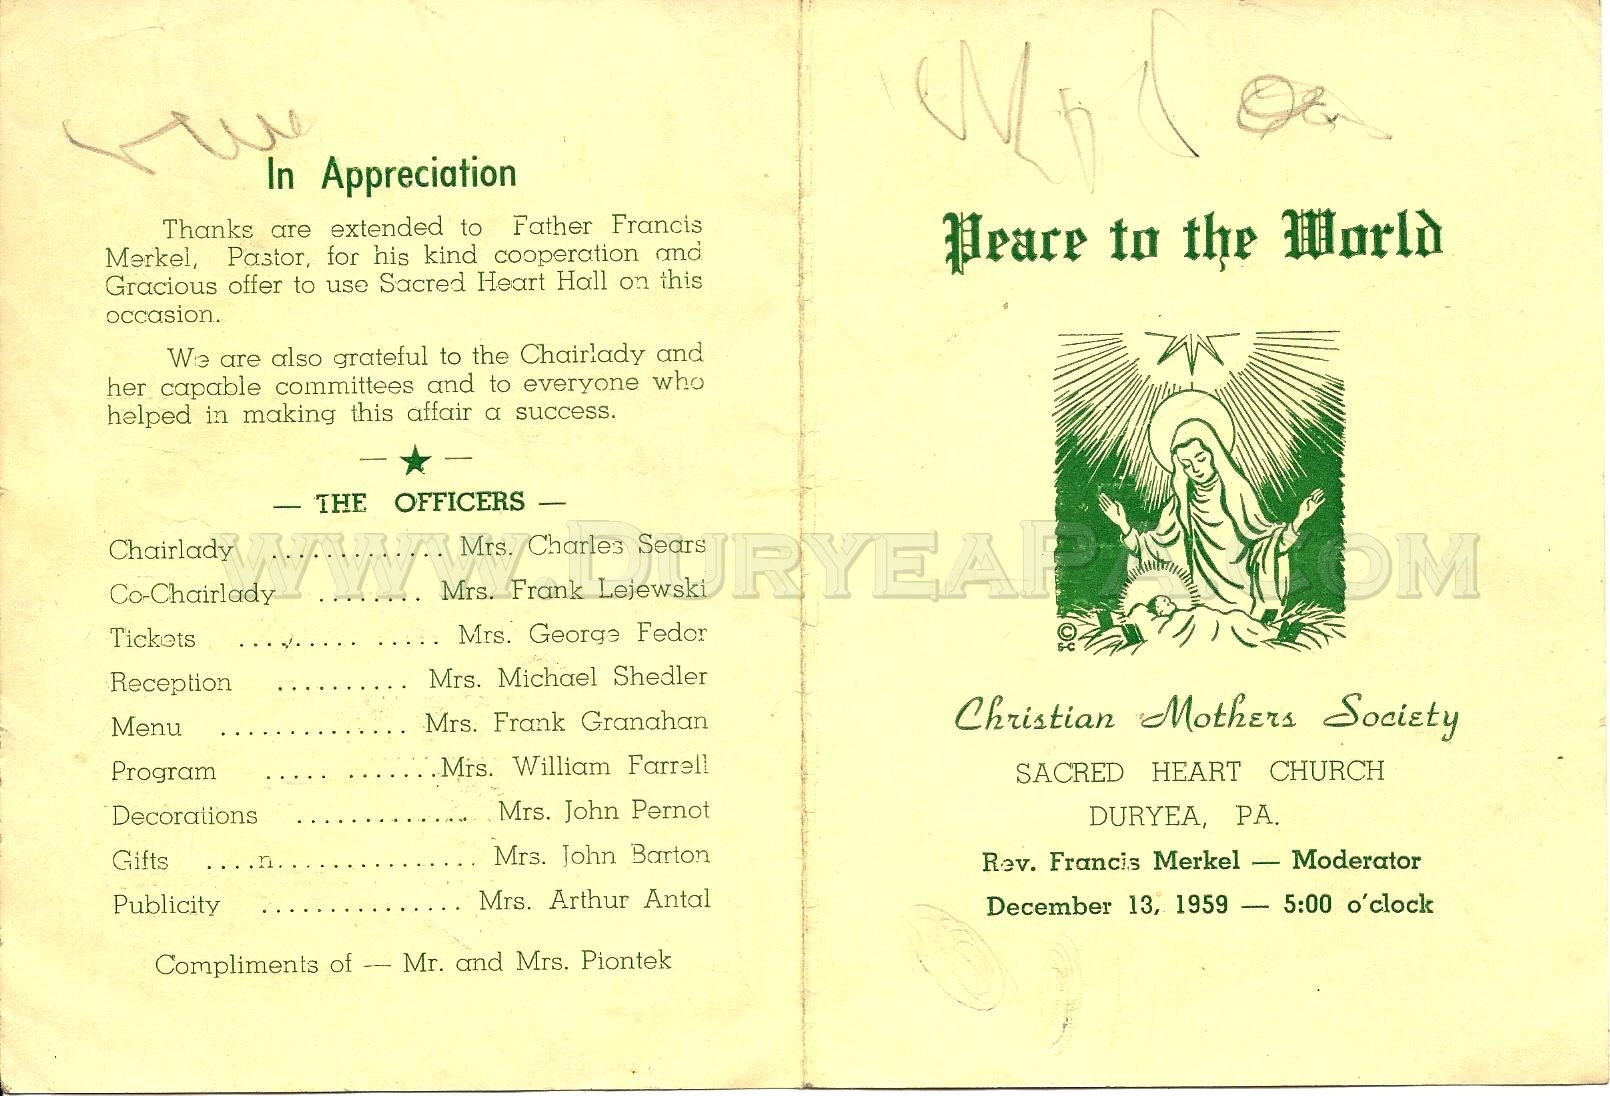 In Appreciation
Thanks are extended to Father Francis
Merkel, Pastor, for his kind cooperation and
Gracious offer to use Sacred Heart Hall on this
occasion.
We are also grateful to the Chairlady and
her capable committees and to everyone who
helped in making this affair a success.
— ★ —
— THE OFFICERS —
Chairlady ............. Mrs. Charles Sears
Co-Chairlady ........ Mrs. Frank Lejewski
Tickets ........ ..... Mrs. George Fedor
Reception .......... Mrs. Michael Shedler
Menu .............. Mrs. Frank Granahan
Program ..... ....... Mrs. William Farrell
Decorations ............. Mrs. John Pernot
Gifts ....n............... Mrs. John Barton
Publicity ............... Mrs. Arthur Antal
Compliments of — Mr. and Mrs. Piontek
Peace to the World
© S-C
Christian Mothers Society
SACRED HEART CHURCH
DURYEA, PA.
Rev. Francis Merkel — Moderator
December 13, 1959 — 5:00 o'clock
www.DuryeaPA.com